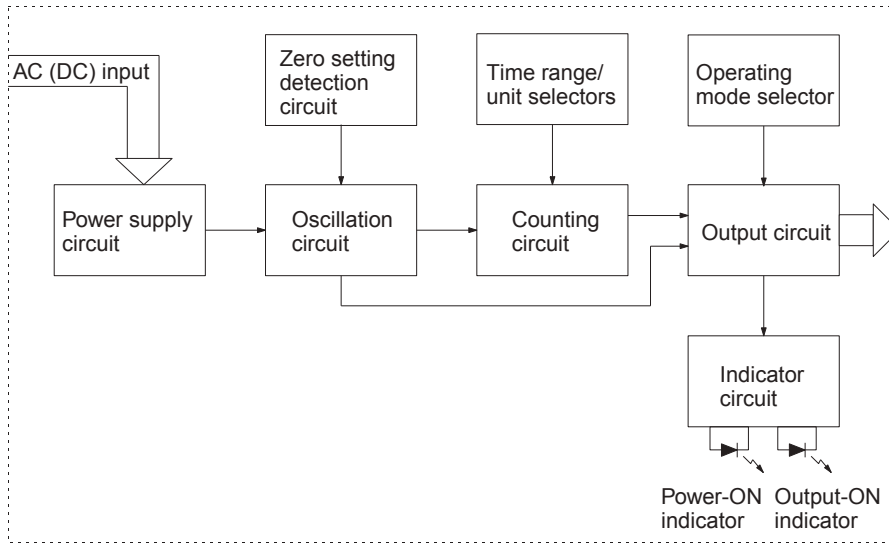 AC (DC) input
Zero setting
detection
circuit
Time range/
unit selectors
Operating
mode selector
Power supply
circuit
Oscillation
circuit
Counting
circuit
Output circuit
Indicator
circuit
Power-ON
indicator
Output-ON
indicator